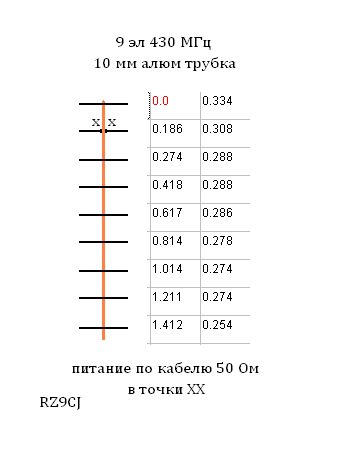 9 эл 430 МГц
10 мм алюм трубка
0.0 0.334
х х
0.186 0.308
0.274 0.288
0.418 0.288
0.617 0.286
0.814 0.278
1.014 0.274
1.211 0.274
1.412 0.254
питание по кабелю 50 Ом
в точки ХХ
RZ9CJ